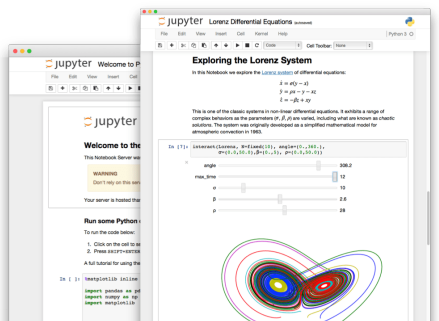 jupyter Welcome to P
File Edit View Insert Cell
jupyter
Welcome to the
This Notebook Server was
WARNING
Don't rely on this serv
Your server is hosted tha
Run some Python
To run the code below:
1. Click on the cell to se
2. Press SHIFT+ENTER
A full tutorial for using the
In [ ]: %matplotlib inline
import pandas as pd
import numpy as np
import matplotlib
jupyter Lorenz Differential Equations (autosaved)
File Edit View Insert Cell Kernel Help
Python 3
Code Cell Toolbar: None
Exploring the Lorenz System
In this Notebook we explore the Lorenz system of differential equations:
ẋ = σ(y − x)
ẏ = ρx − y − xz
ż = −βz + xy
This is one of the classic systems in non-linear differential equations. It exhibits a range of
complex behaviors as the parameters (σ, β, ρ) are varied, including what are known as chaotic
solutions. The system was originally developed as a simplified mathematical model for
atmospheric convection in 1963.
In [7]: interact(Lorenz, N=fixed(10), angle=(0.,360.),
σ=(0.0,50.0),β=(0.,5), ρ=(0.0,50.0))
angle 308.2
max_time 12
σ 10
β 2.6
ρ 28